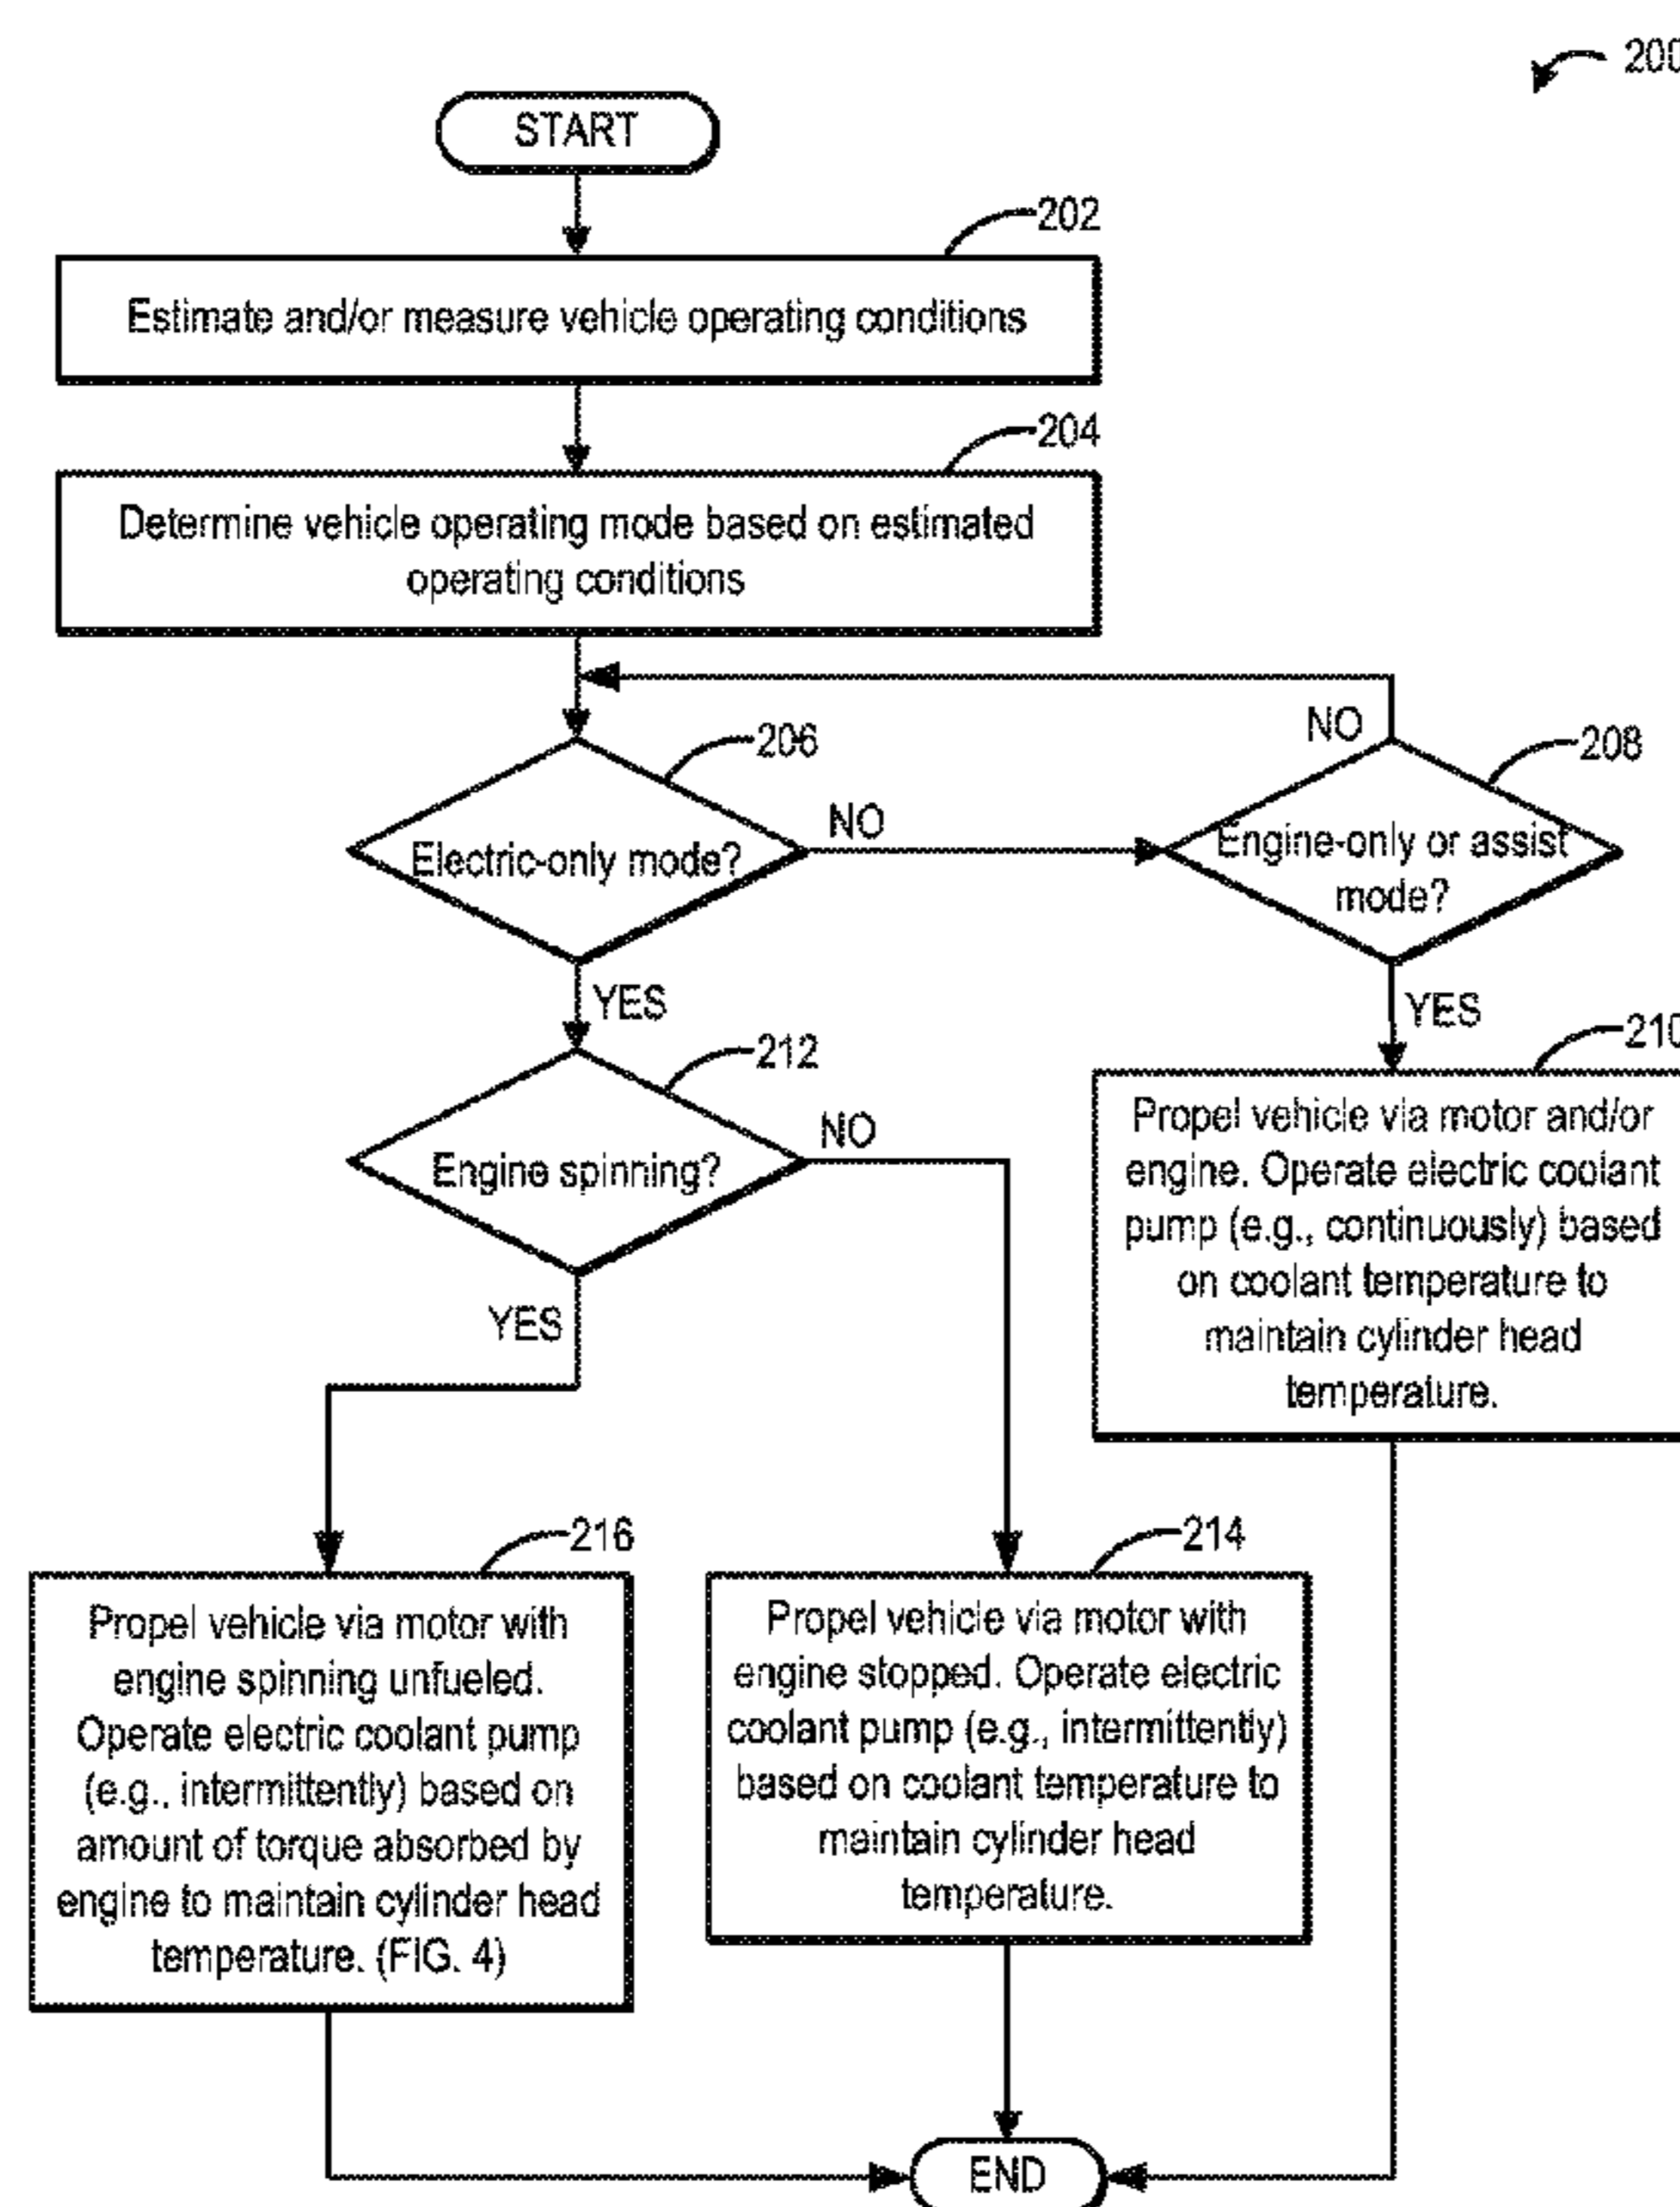 200
START
202
Estimate and/or measure vehicle operating conditions
204
Determine vehicle operating mode based on estimated
operating conditions
206
Electric-only mode?
NO
NO
208
Engine-only or assist
mode?
YES
YES
212
Engine spinning?
NO
YES
210
Propel vehicle via motor and/or
engine. Operate electric coolant
pump (e.g., continuously) based
on coolant temperature to
maintain cylinder head
temperature.
216
Propel vehicle via motor with
engine spinning unfueled.
Operate electric coolant pump
(e.g., intermittently) based on
amount of torque absorbed by
engine to maintain cylinder head
temperature. (FIG. 4)
214
Propel vehicle via motor with
engine stopped. Operate electric
coolant pump (e.g., intermittently)
based on coolant temperature to
maintain cylinder head
temperature.
END